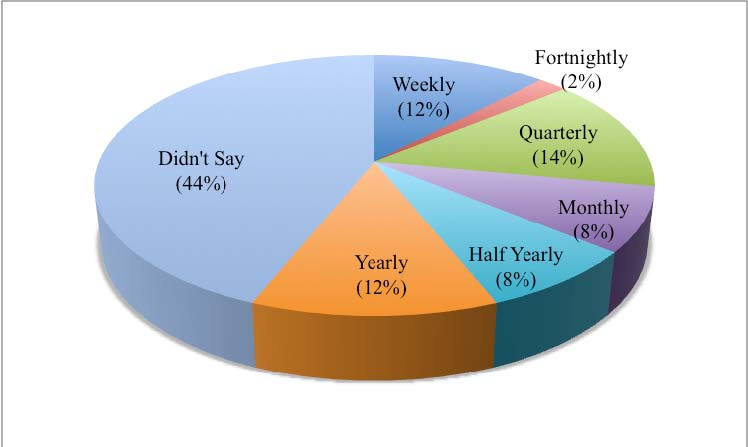 Fortnightly
(2%)
Weekly
(12%)
Quarterly
(14%)
Didn't Say
(44%)
Monthly
(8%)
Half Yearly
(8%)
Yearly
(12%)